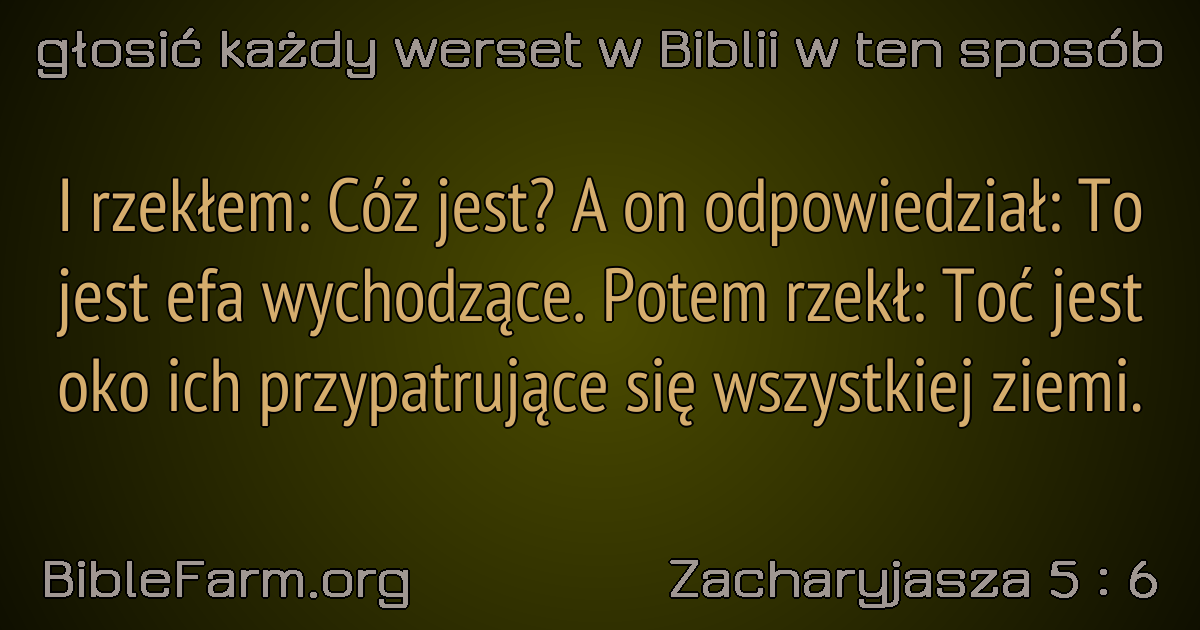 głosić każdy werset w Biblii w ten sposób
I rzekłem: Cóż jest? A on odpowiedział: To
jest efa wychodzące. Potem rzekł: Toć jest
oko ich przypatrujące się wszystkiej ziemi.
BibleFarm.org
Zacharyjasza 5 : 6